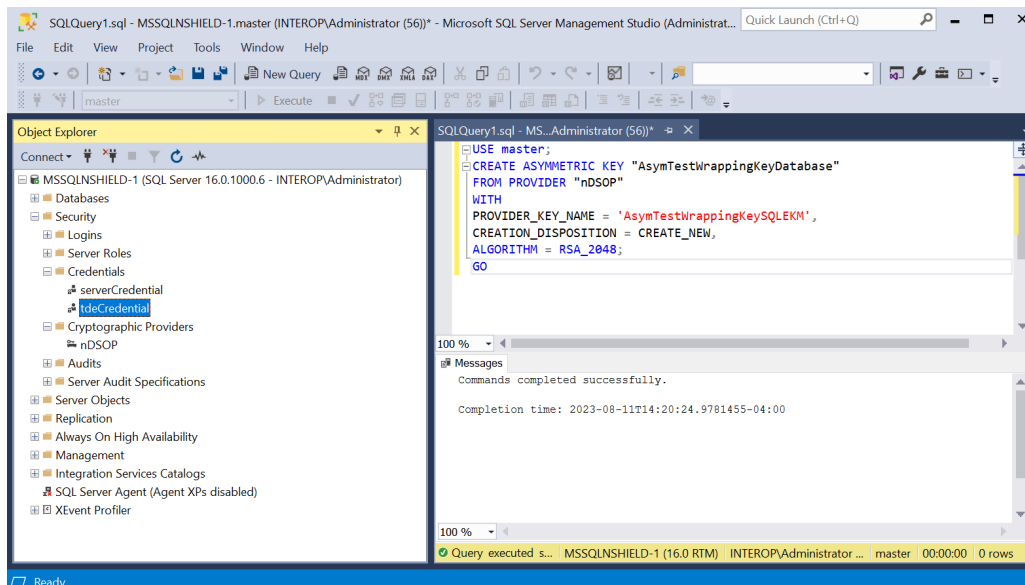 SQLQuery1.sql - MSSQLNSHIELD-1.master (INTEROP\Administrator (56))* - Microsoft SQL Server Management Studio (Administrat...
Quick Launch (Ctrl+Q)
File Edit View Project Tools Window Help
New Query MDX DMX XMLA DAX
master Execute
Object Explorer
Connect
MSSQLNSHIELD-1 (SQL Server 16.0.1000.6 - INTEROP\Administrator)
Databases
Security
Logins
Server Roles
Credentials
serverCredential
tdeCredential
Cryptographic Providers
nDSOP
Audits
Server Audit Specifications
Server Objects
Replication
Always On High Availability
Management
Integration Services Catalogs
SQL Server Agent (Agent XPs disabled)
XEvent Profiler
SQLQuery1.sql - MS...Administrator (56))*
USE master;
CREATE ASYMMETRIC KEY "AsymTestWrappingKeyDatabase"
FROM PROVIDER "nDSOP"
WITH
PROVIDER_KEY_NAME = 'AsymTestWrappingKeySQLEKM',
CREATION_DISPOSITION = CREATE_NEW,
ALGORITHM = RSA_2048;
GO
100 %
Messages
Commands completed successfully.
Completion time: 2023-08-11T14:20:24.9781455-04:00
100 %
Query executed s... MSSQLNSHIELD-1 (16.0 RTM) INTEROP\Administrator ... master 00:00:00 0 rows
Ready